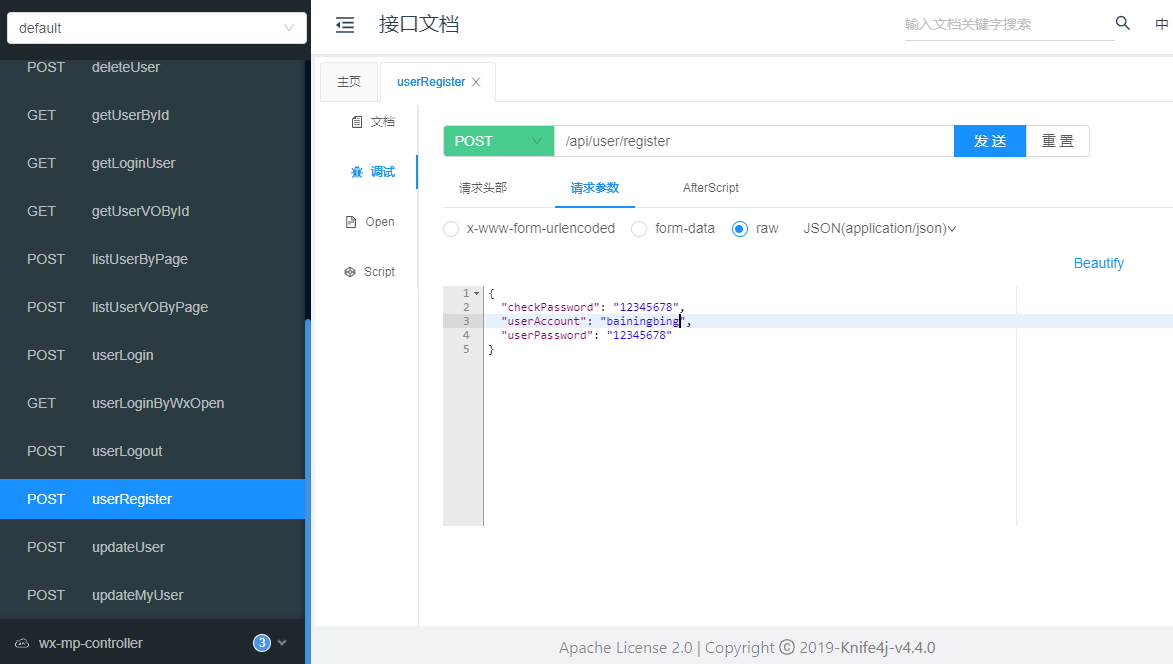 default
POST deleteUser
GET getUserById
GET getLoginUser
GET getUserVOById
POST listUserByPage
POST listUserVOByPage
POST userLogin
GET userLoginByWxOpen
POST userLogout
POST userRegister
POST updateUser
POST updateMyUser
wx-mp-controller 3
接口文档
输入文档关键字搜索
中
主页
userRegister
文档
调试
Open
Script
POST /api/user/register 发送 重置
请求头部 请求参数 AfterScript
x-www-form-urlencoded form-data raw JSON(application/json)
Beautify
1 {
2 "checkPassword": "12345678",
3 "userAccount": "bainingbing",
4 "userPassword": "12345678"
5 }
Apache License 2.0 | Copyright © 2019-Knife4j-v4.4.0